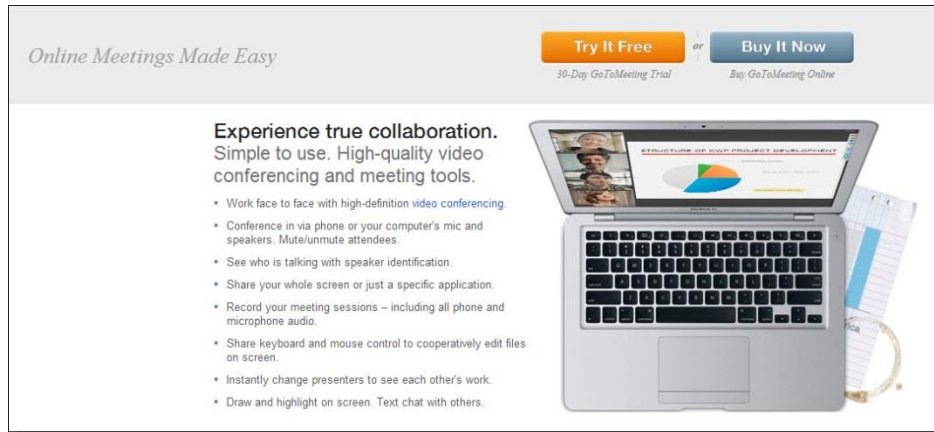 Online Meetings Made Easy
Try It Free
or
Buy It Now
30-Day GoToMeeting Trial
Buy GoToMeeting Online
Experience true collaboration.
Simple to use. High-quality video
conferencing and meeting tools.
• Work face to face with high-definition video conferencing.
• Conference in via phone or your computer's mic and
speakers. Mute/unmute attendees.
• See who is talking with speaker identification.
• Share your whole screen or just a specific application.
• Record your meeting sessions – including all phone and
microphone audio.
• Share keyboard and mouse control to cooperatively edit files
on screen.
• Instantly change presenters to see each other's work.
• Draw and highlight on screen. Text chat with others.
STRUCTURE OF KWF PROJECT DEVELOPMENT